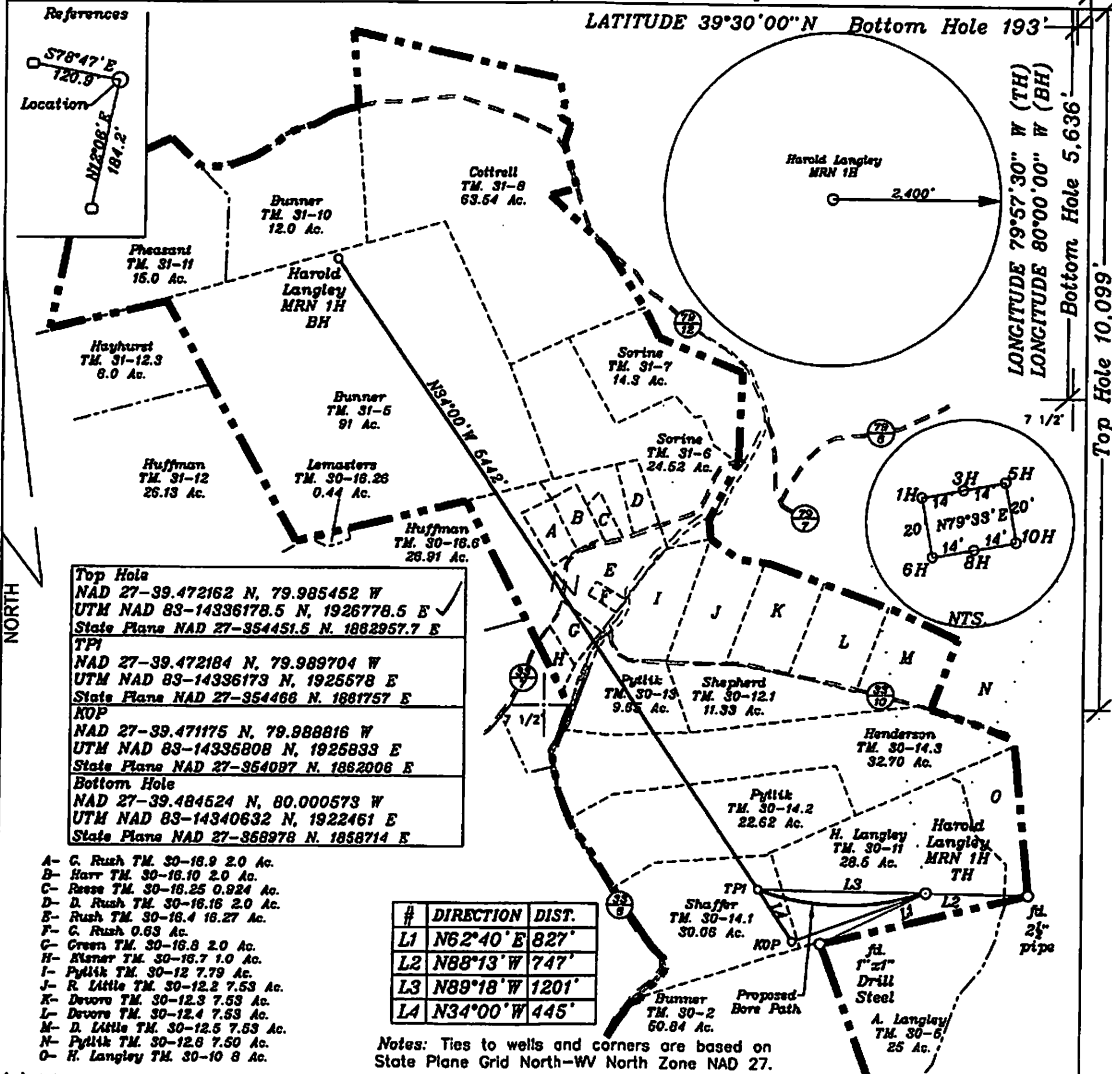 References
S78°47'E
120.9'
Location
N12°06'E
184.2'
LATITUDE 39°30'00"N Bottom Hole 193'
LONGITUDE 79°57'30" W (TH)
LONGITUDE 80°00'00" W (BH)
Bottom Hole 5,636'
Top Hole 10,099'
7 1/2'
Harold Langley
MRN 1H
2,400'
Cottrell
TM. 31-8
63.54 Ac.
Bunner
TM. 31-10
12.0 Ac.
Pheasant
TM. 31-11
15.0 Ac.
Harold
Langley
MRN 1H
BH
Hayhurst
TM. 31-12.3
6.0 Ac.
79
12
Sorine
TM. 31-7
14.3 Ac.
Bunner
TM. 31-5
91 Ac.
N34°00'W 5442'
Sorine
TM. 31-6
24.52 Ac.
79
6
79
7
Huffman
TM. 31-12
26.13 Ac.
Lemasters
TM. 30-16.26
0.44 Ac.
Huffman
TM. 30-16.6
26.91 Ac.
A
B
C
D
E
F
G
H
I
J
K
L
M
N
O
1H
3H
5H
14'
14'
20'
20'
N79°33'E
14'
14'
6H
8H
10H
NTS.
NORTH
Top Hole
NAD 27-39.472162 N, 79.985452 W
UTM NAD 83-14336178.5 N, 1926778.5 E
State Plane NAD 27-354451.5 N. 1862957.7 E
TP1
NAD 27-39.472184 N, 79.989704 W
UTM NAD 83-14336173 N, 1925578 E
State Plane NAD 27-354466 N. 1861757 E
KOP
NAD 27-39.471175 N, 79.988816 W
UTM NAD 83-14335808 N, 1925833 E
State Plane NAD 27-354097 N. 1862006 E
Bottom Hole
NAD 27-39.484524 N, 80.000573 W
UTM NAD 83-14340632 N, 1922461 E
State Plane NAD 27-358978 N. 1858714 E
7 1/2'
Pyllik
TM. 30-13
9.65 Ac.
Shepherd
TM. 30-12.1
11.33 Ac.
33
10
Henderson
TM. 30-14.3
32.70 Ac.
Pyllik
TM. 30-14.2
22.62 Ac.
H. Langley
TM. 30-11
28.5 Ac.
Harold
Langley
MRN 1H
TH
TP1
L3
L2
L1
L4
KOP
Shaffer
TM. 30-14.1
30.06 Ac.
33
8
fd.
2½"
pipe
fd.
1"x1"
Drill
Steel
Proposed
Bore Path
Bunner
TM. 30-2
50.84 Ac.
A. Langley
TM. 30-5
25 Ac.
A- C. Rush TM. 30-16.9 2.0 Ac.
B- Harr TM. 30-16.10 2.0 Ac.
C- Reese TM. 30-16.25 0.924 Ac.
D- D. Rush TM. 30-16.16 2.0 Ac.
E- Rush TM. 30-16.4 16.27 Ac.
F- C. Rush 0.63 Ac.
G- Green TM. 30-16.8 2.0 Ac.
H- Kisner TM. 30-16.7 1.0 Ac.
I- Pyllik TM. 30-12 7.79 Ac.
J- R. Little TM. 30-12.2 7.53 Ac.
K- Devore TM. 30-12.3 7.53 Ac.
L- Devore TM. 30-12.4 7.53 Ac.
M- D. Little TM. 30-12.5 7.53 Ac.
N- Pyllik TM. 30-12.6 7.50 Ac.
O- H. Langley TM. 30-10 8 Ac.
# DIRECTION DIST.
L1 N62°40'E 827'
L2 N88°13'W 747'
L3 N89°18'W 1201'
L4 N34°00'W 445'
Notes: Ties to wells and corners are based on
State Plane Grid North-WV North Zone NAD 27.